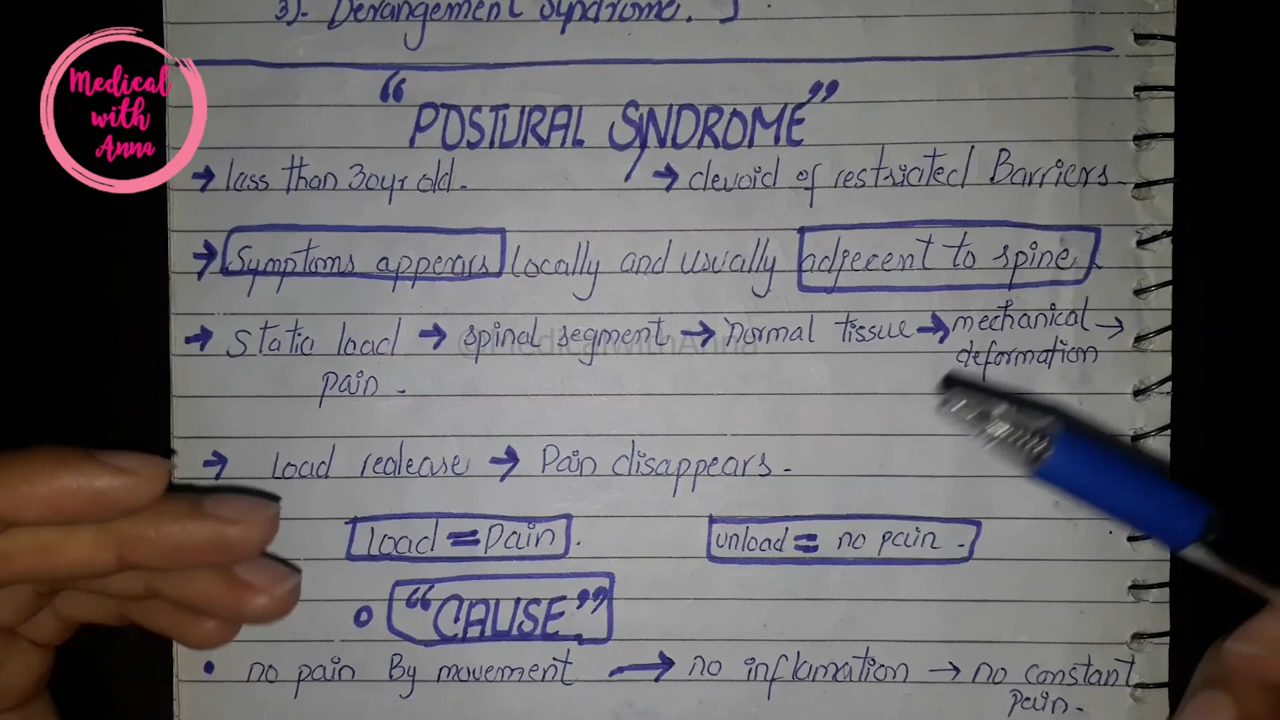 3). Derangement Syndrome. }
Medical
with
Anna
"POSTURAL SYNDROME"
→ less than 30yr old. → devoid of restricted Barriers
→ Symptoms appears locally and usually adjecent to spine.
→ Static load → spinal segment → normal tissue → mechanical →
deformation
pain.
@MedicalwithAnna
→ Load realease → Pain disappears.
Load = Pain. unload = no pain.
• "CAUSE"
• no pain By movement → no inflamation → no constant
pain.